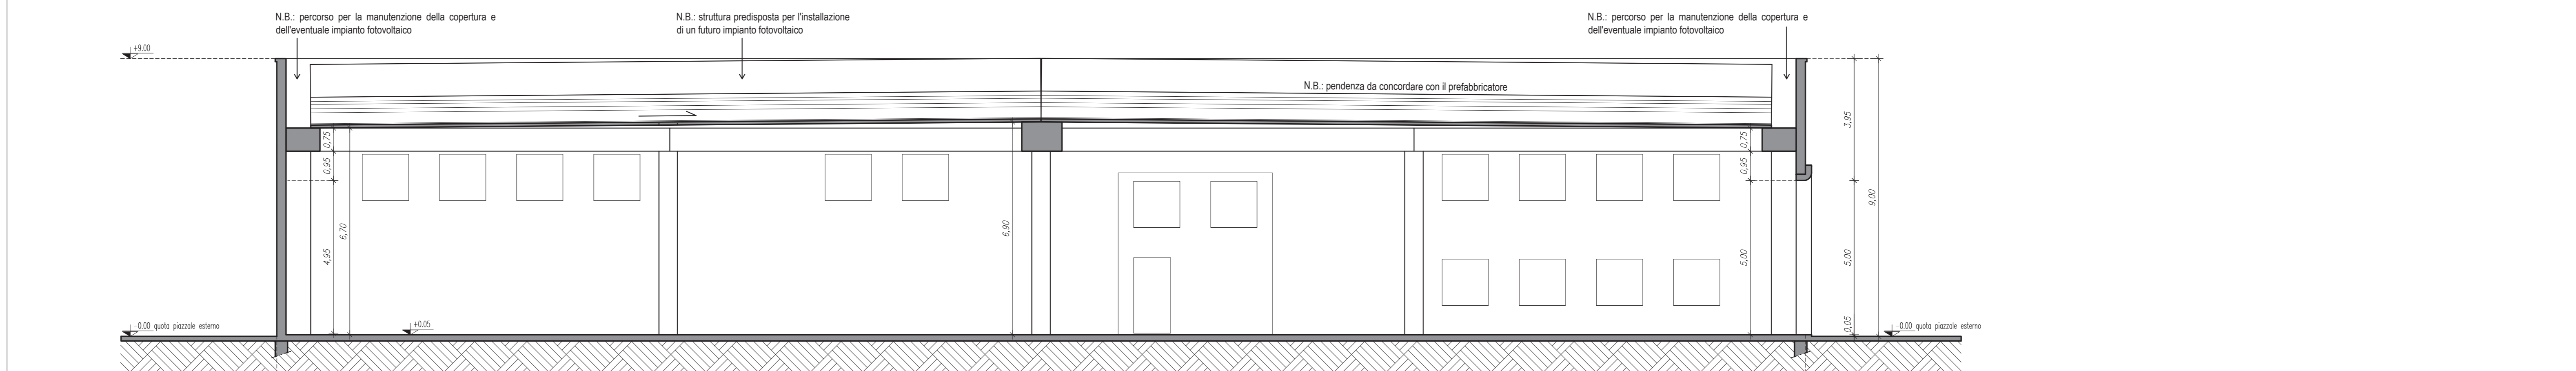 N.B.: percorso per la manutenzione della copertura e
dell'eventuale impianto fotovoltaico
N.B.: struttura predisposta per l'installazione
di un futuro impianto fotovoltaico
N.B.: percorso per la manutenzione della copertura e
dell'eventuale impianto fotovoltaico
+9.00
N.B.: pendenza da concordare con il prefabbricatore
0,75
0,95
4,95
6,70
6,90
0,75
0,95
5,00
3,95
5,00
0,05
9,00
-0.00 quota piazzale esterno
+0.05
-0.00 quota piazzale esterno